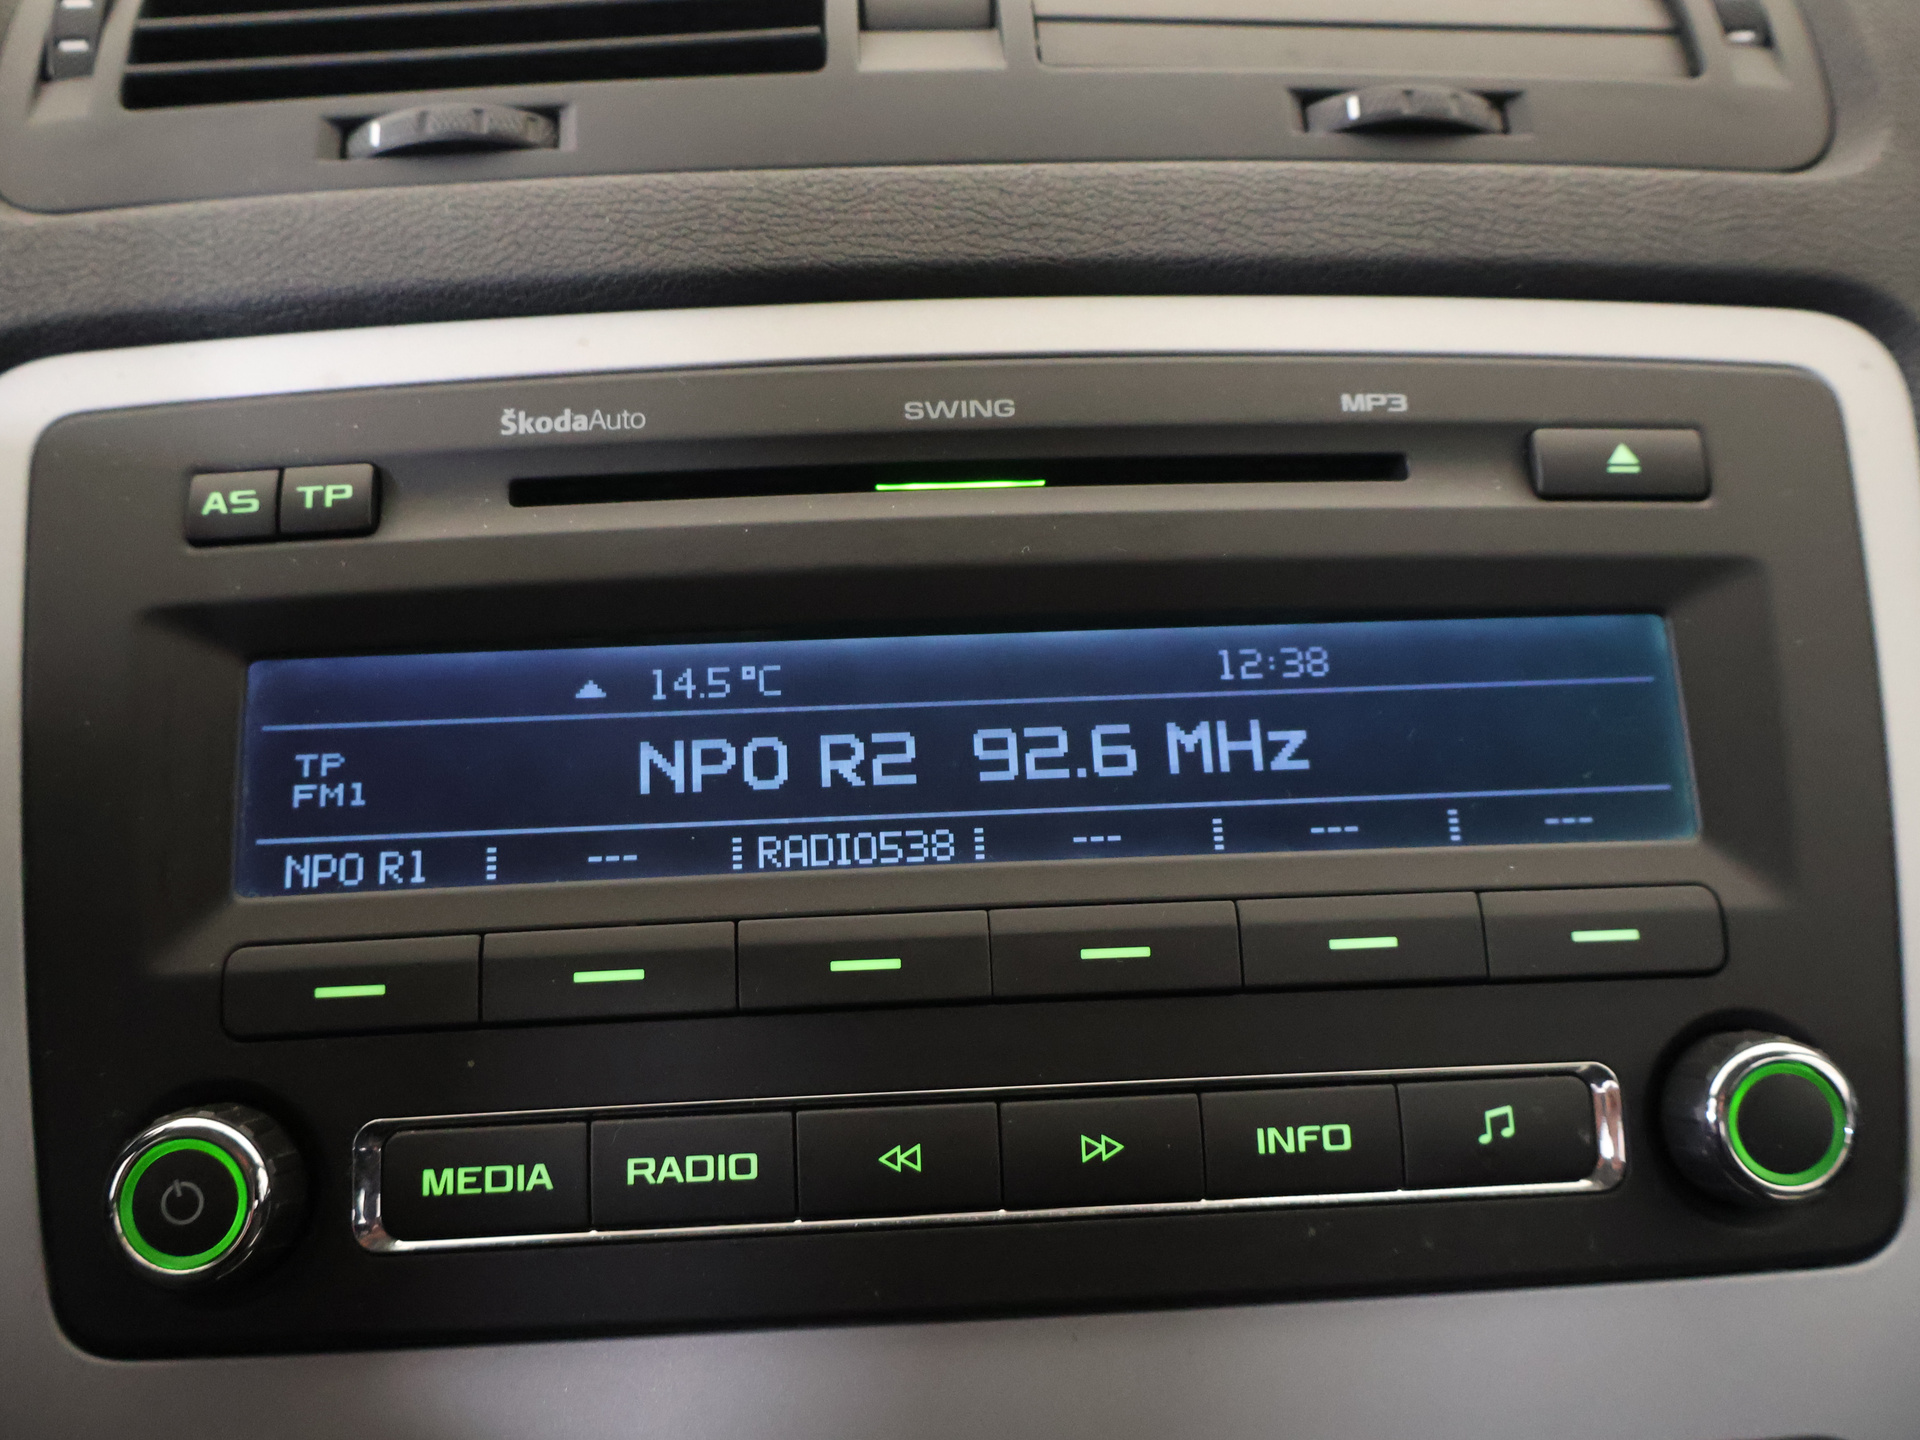 ŠkodaAuto SWING MP3
AS TP
14.5°C 12:38
TP
FM1
NPO R2 92.6 MHz
NPO R1 --- RADIO538 --- --- ---
MEDIA RADIO INFO